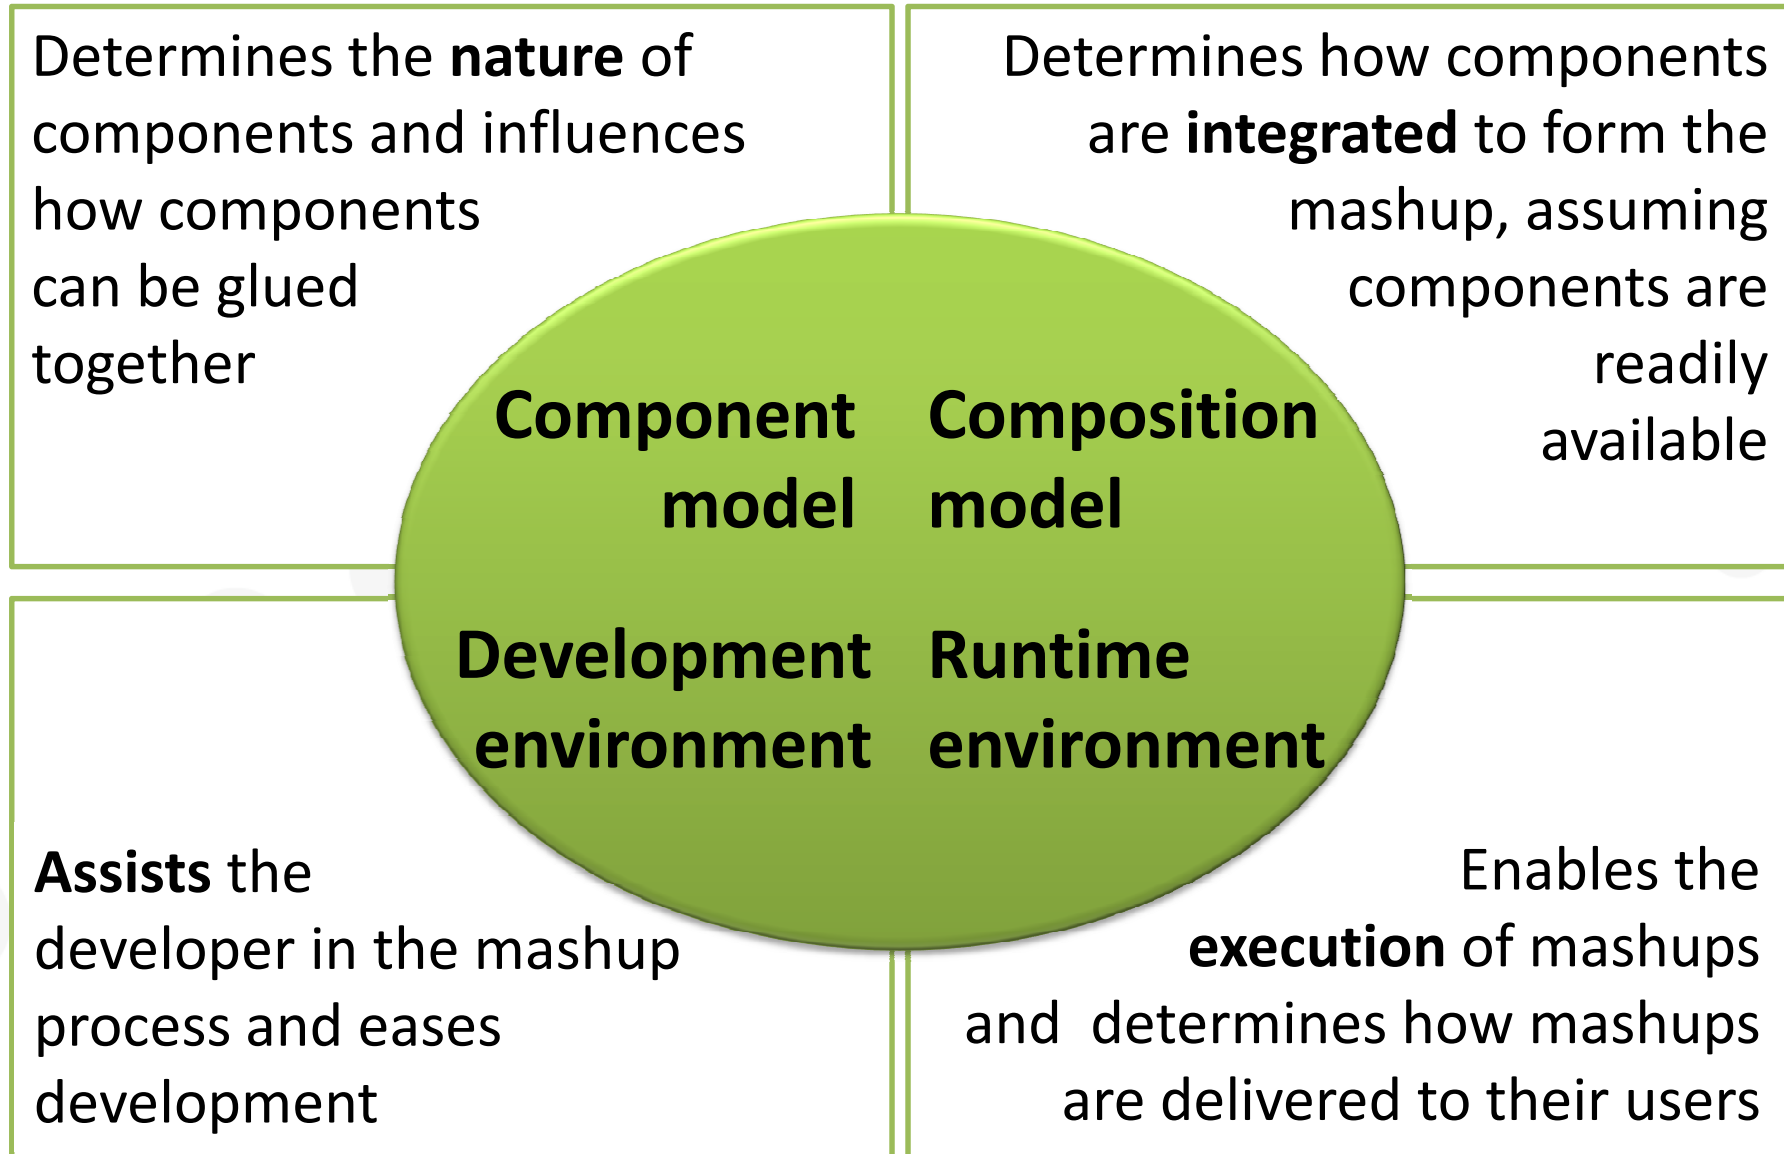 Determines the nature of
components and influences
how components
can be glued
together
Determines how components
are integrated to form the
mashup, assuming
components are
readily
available
Component
model
Composition
model
Development
environment
Runtime
environment
Assists the
developer in the mashup
process and eases
development
Enables the
execution of mashups
and  determines how mashups
are delivered to their users